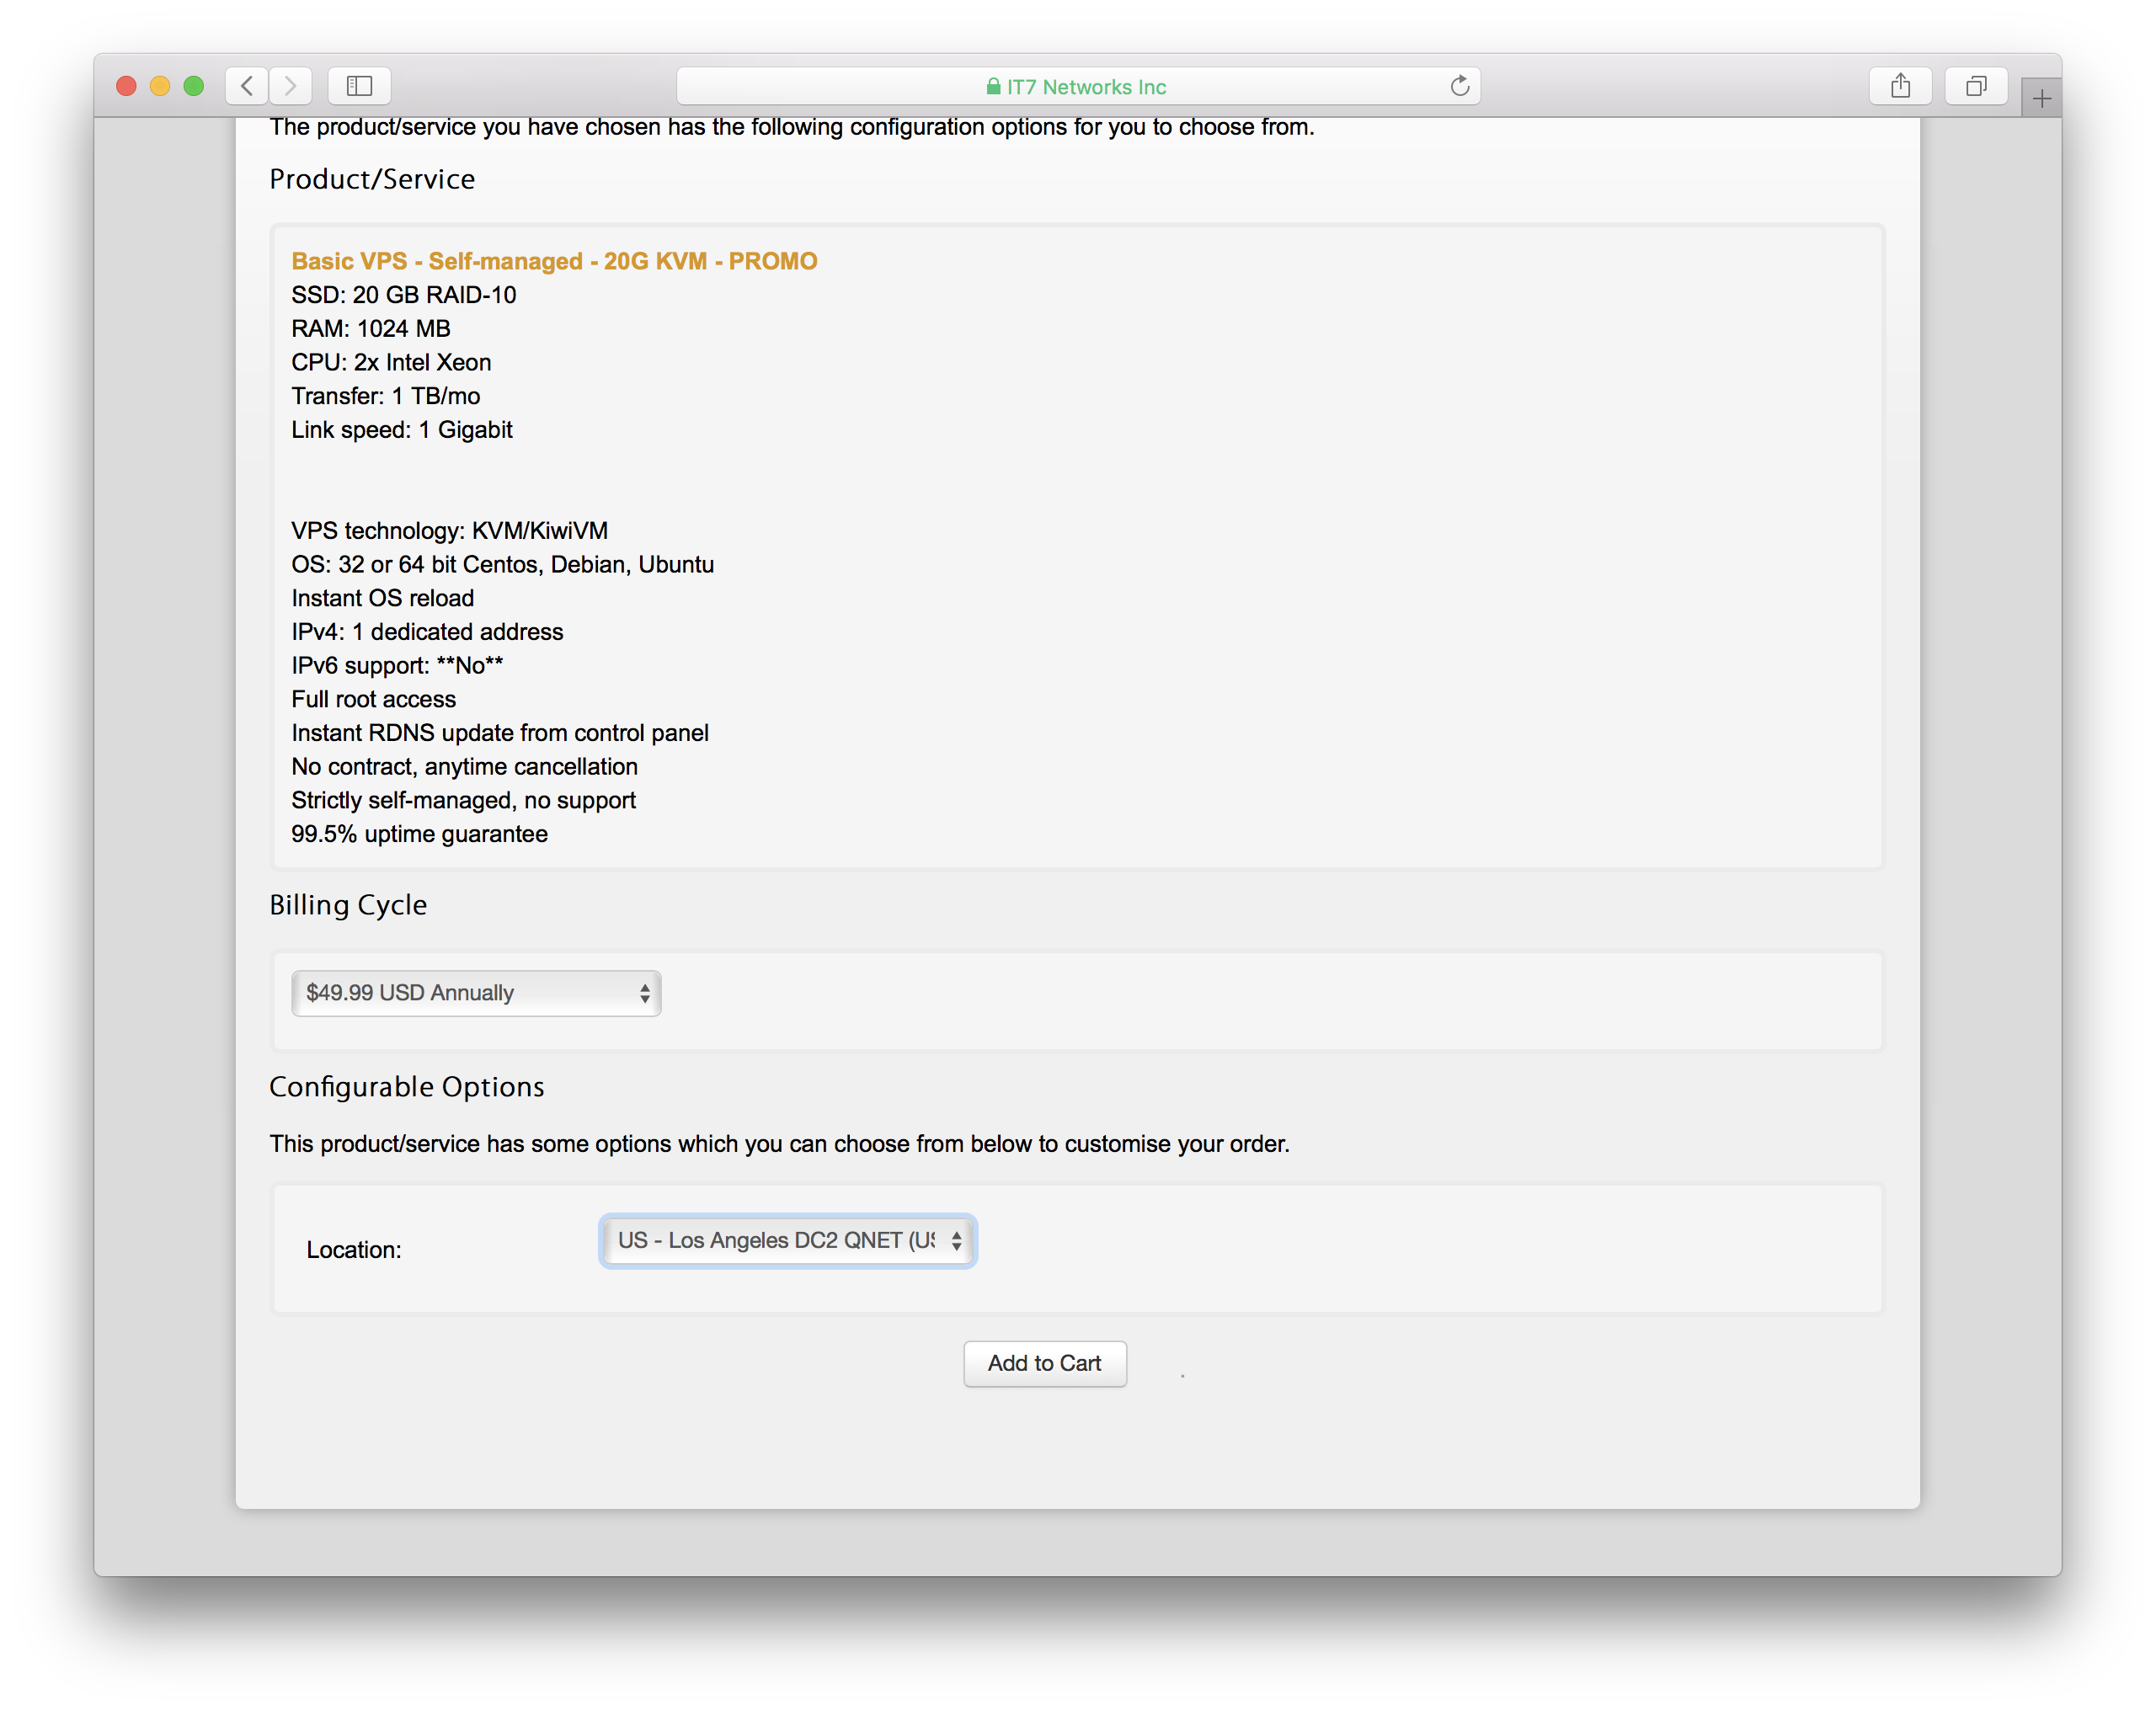 IT7 Networks Inc
The product/service you have chosen has the following configuration options for you to choose from.
Product/Service
Basic VPS - Self-managed - 20G KVM - PROMO
SSD: 20 GB RAID-10
RAM: 1024 MB
CPU: 2x Intel Xeon
Transfer: 1 TB/mo
Link speed: 1 Gigabit
VPS technology: KVM/KiwiVM
OS: 32 or 64 bit Centos, Debian, Ubuntu
Instant OS reload
IPv4: 1 dedicated address
IPv6 support: **No**
Full root access
Instant RDNS update from control panel
No contract, anytime cancellation
Strictly self-managed, no support
99.5% uptime guarantee
Billing Cycle
$49.99 USD Annually
Configurable Options
This product/service has some options which you can choose from below to customise your order.
Location: US - Los Angeles DC2 QNET (US
Add to Cart
.